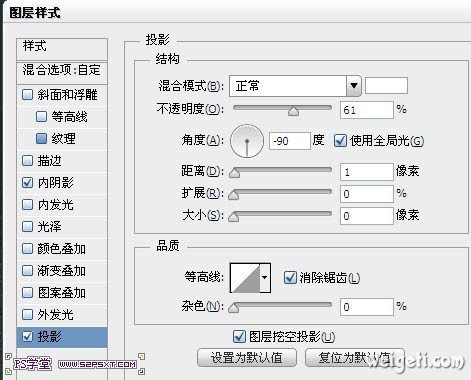 图层样式
样式
混合选项:自定
斜面和浮雕
等高线
纹理
描边
内阴影
内发光
光泽
颜色叠加
渐变叠加
图案叠加
外发光
投影
投影
结构
混合模式(B): 正常
不透明度(O): 61 %
角度(A): -90 度 使用全局光(G)
距离(D): 1 像素
扩展(R): 0 %
大小(S): 0 像素
品质
等高线: 消除锯齿(L)
杂色(N): 0 %
图层挖空投影(U)
设置为默认值 复位为默认值
PS学堂 WWW.52PSXT.COM
weigeti.com